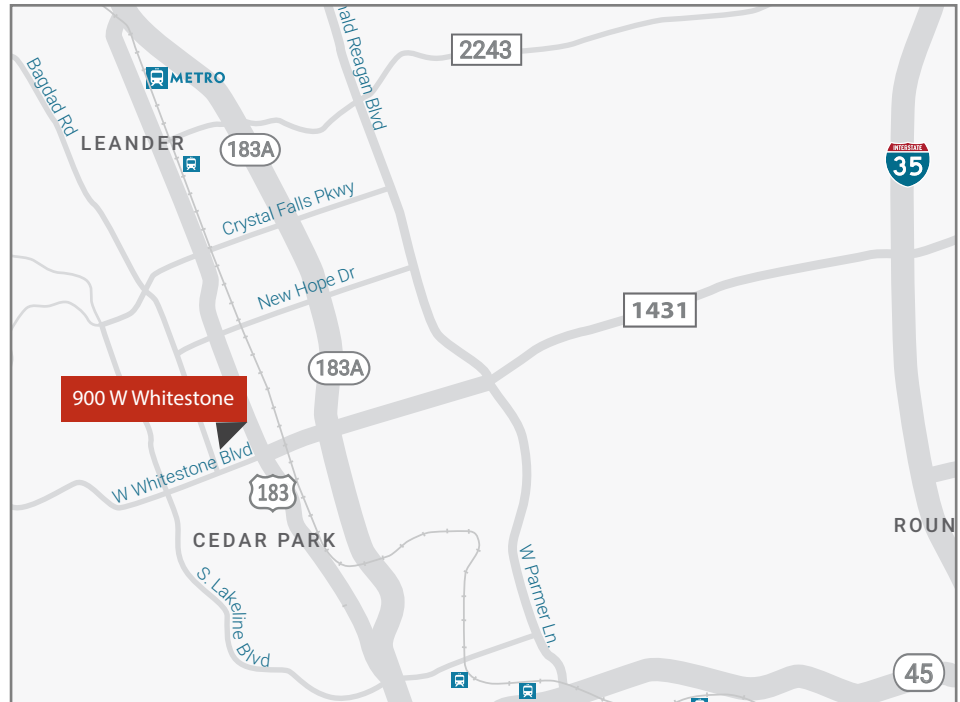 nald Reagan Blvd
2243
METRO
Bagdad Rd
LEANDER
183A
INTERSTATE
35
Crystal Falls Pkwy
New Hope Dr
1431
183A
900 W Whitestone
W Whitestone Blvd
183
CEDAR PARK
ROUN
W Parmer Ln.
S. Lakeline Blvd
45